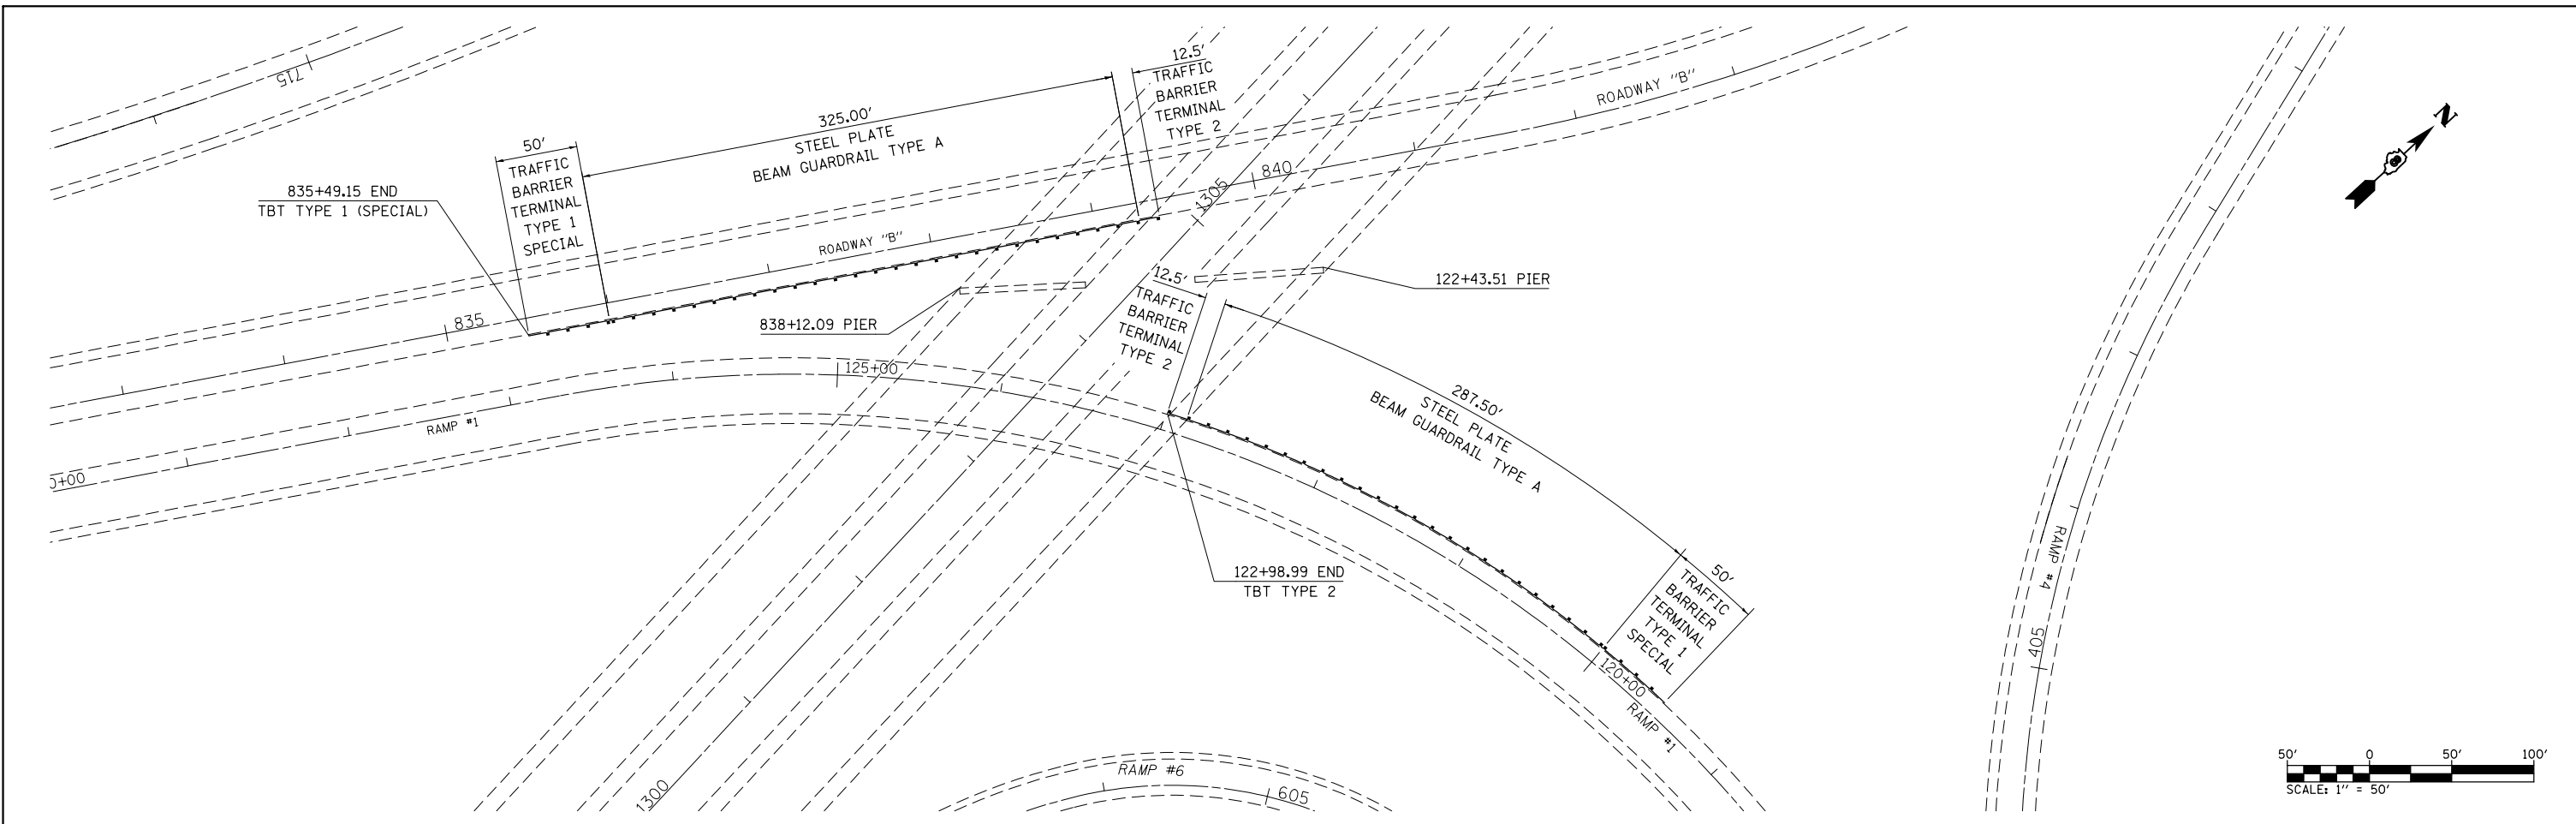 715
12.5'
TRAFFIC
BARRIER
TERMINAL
TYPE 2
325.00'
STEEL PLATE
BEAM GUARDRAIL TYPE A
50'
TRAFFIC
BARRIER
TERMINAL
TYPE 1
SPECIAL
835+49.15 END
TBT TYPE 1 (SPECIAL)
ROADWAY "B"
N
840
1305
ROADWAY "B"
835
838+12.09 PIER
122+43.51 PIER
12.5'
TRAFFIC
BARRIER
TERMINAL
TYPE 2
125+00
RAMP #1
0+00
287.50'
STEEL PLATE
BEAM GUARDRAIL TYPE A
122+98.99 END
TBT TYPE 2
50'
TRAFFIC
BARRIER
TERMINAL
TYPE 1
SPECIAL
120+00
RAMP #1
RAMP #4
405
1300
RAMP #6
605
50' 0 50' 100'
SCALE: 1" = 50'